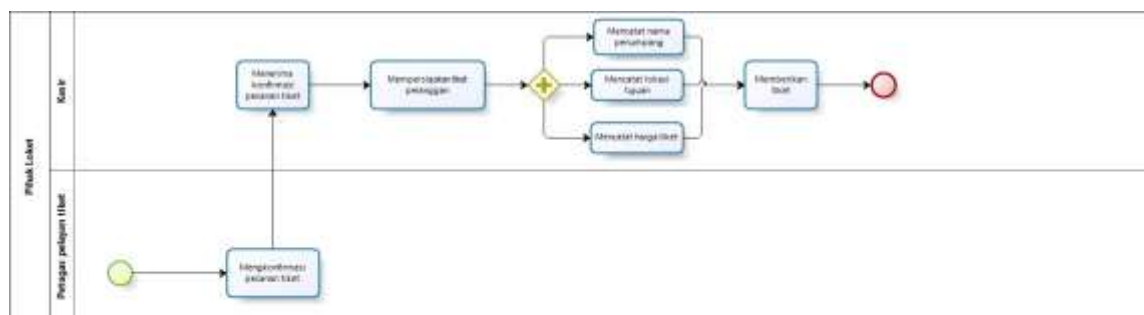 Pihak Loket
Kasir
Menerima
konfirmasi
pesanan tiket
Mempersiapkan tiket
pelanggan
Mencatat nama
penumpang
Mencatat lokasi
tujuan
Mencatat harga tiket
Memberikan
tiket
Petugas pelayan tiket
Mengkonfirmasi
pesanan tiket